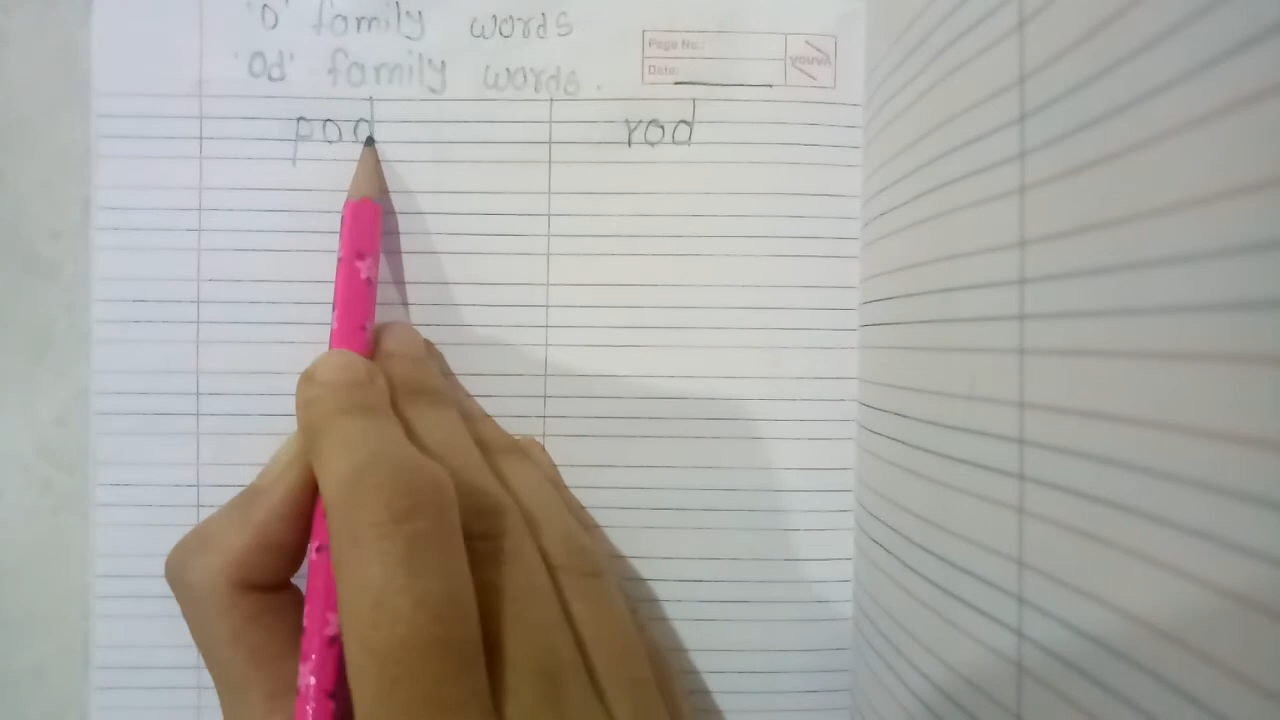 'O' family words
'Od' family words.
Page No.:
Date:
YOUVA
pod rod